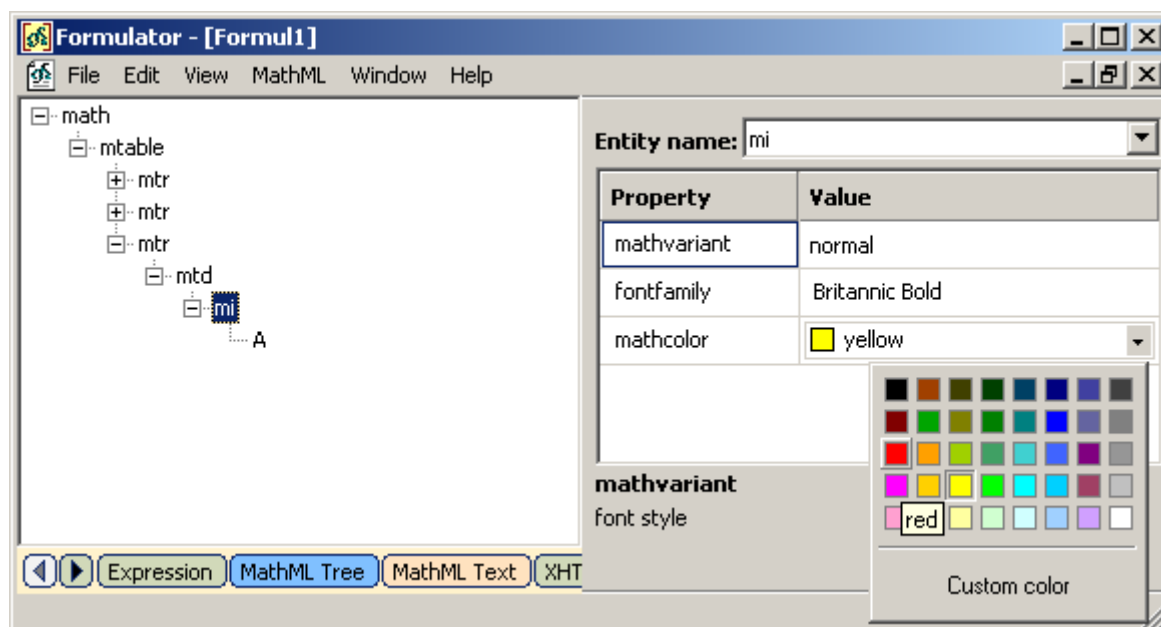 Formulator - [Formul1]
File Edit View MathML Window Help
math
mtable
mtr
mtr
mtr
mtd
mi
A
Entity name: mi
Property Value
mathvariant normal
fontfamily Britannic Bold
mathcolor yellow
red
Custom color
mathvariant
font style
Expression MathML Tree MathML Text XHT